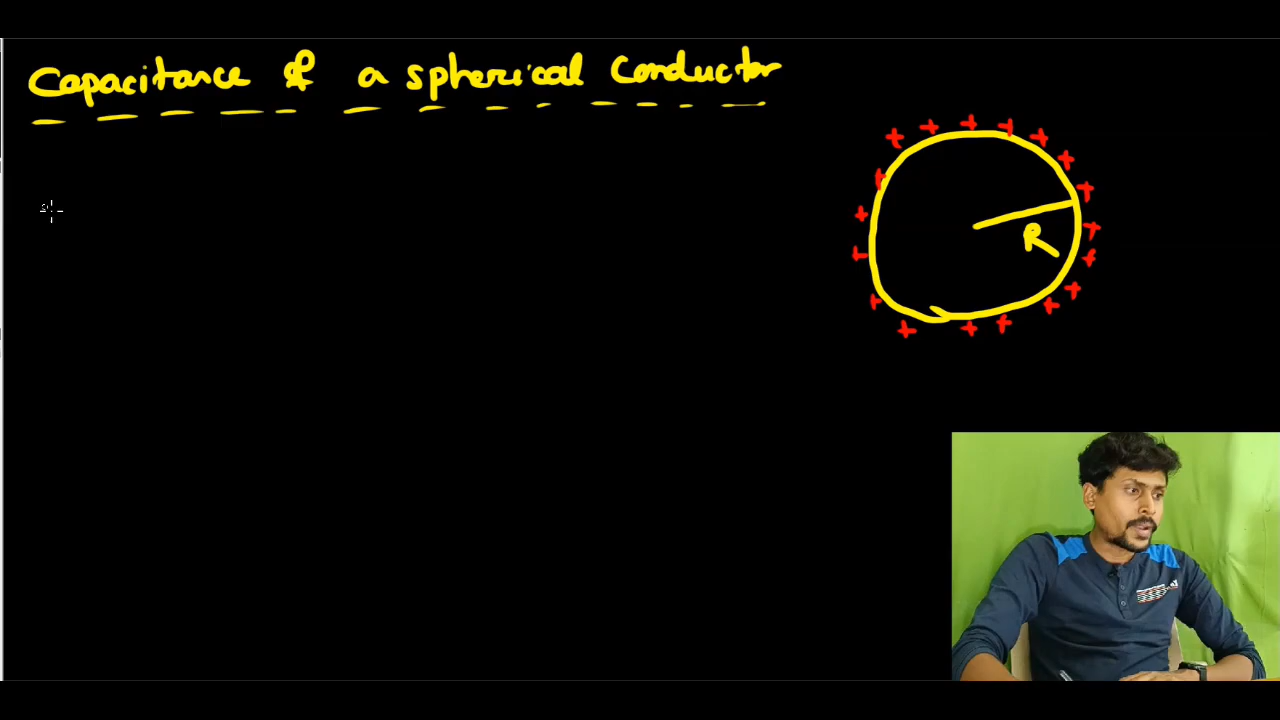 Capacitance of a spherical conductor
+ + + + + + + + + + + + + + + + + + + +
R